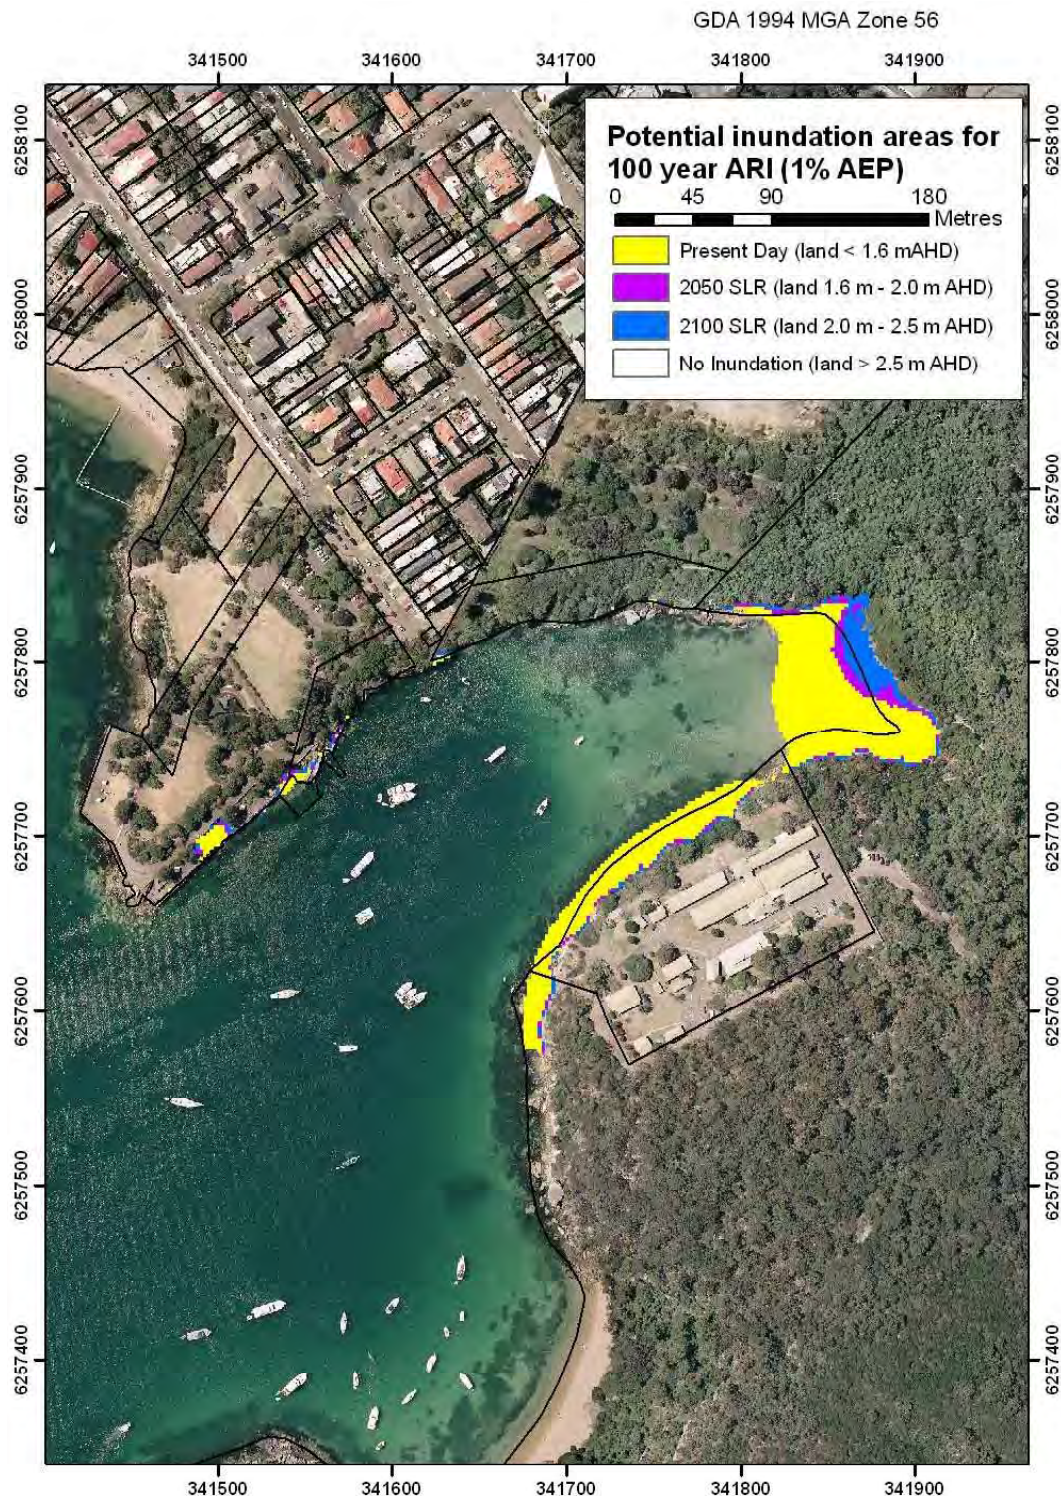 GDA 1994 MGA Zone 56
341500 341600 341700 341800 341900
Potential inundation areas for
100 year ARI (1% AEP)
0 45 90 180
Metres
Present Day (land < 1.6 mAHD)
2050 SLR (land 1.6 m - 2.0 m AHD)
2100 SLR (land 2.0 m - 2.5 m AHD)
No Inundation (land > 2.5 m AHD)
6258100
6258000
6257900
6257800
6257700
6257600
6257500
6257400
6258100
6258000
6257900
6257800
6257700
6257600
6257500
6257400
341500 341600 341700 341800 341900